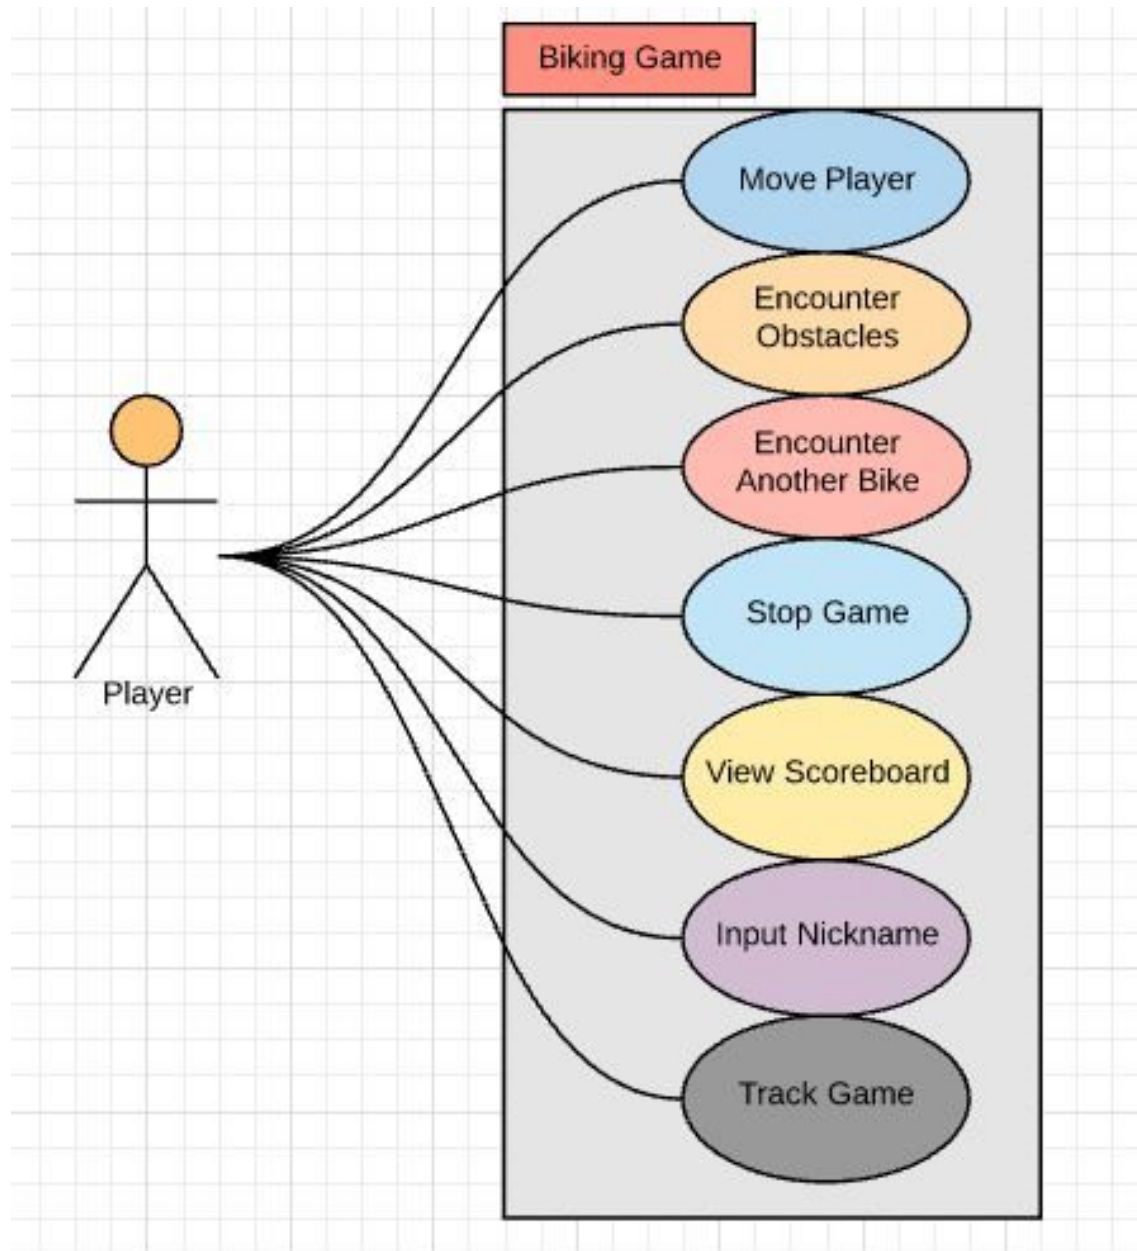 Biking Game
Move Player
Encounter
Obstacles
Encounter
Another Bike
Stop Game
Player
View Scoreboard
Input Nickname
Track Game